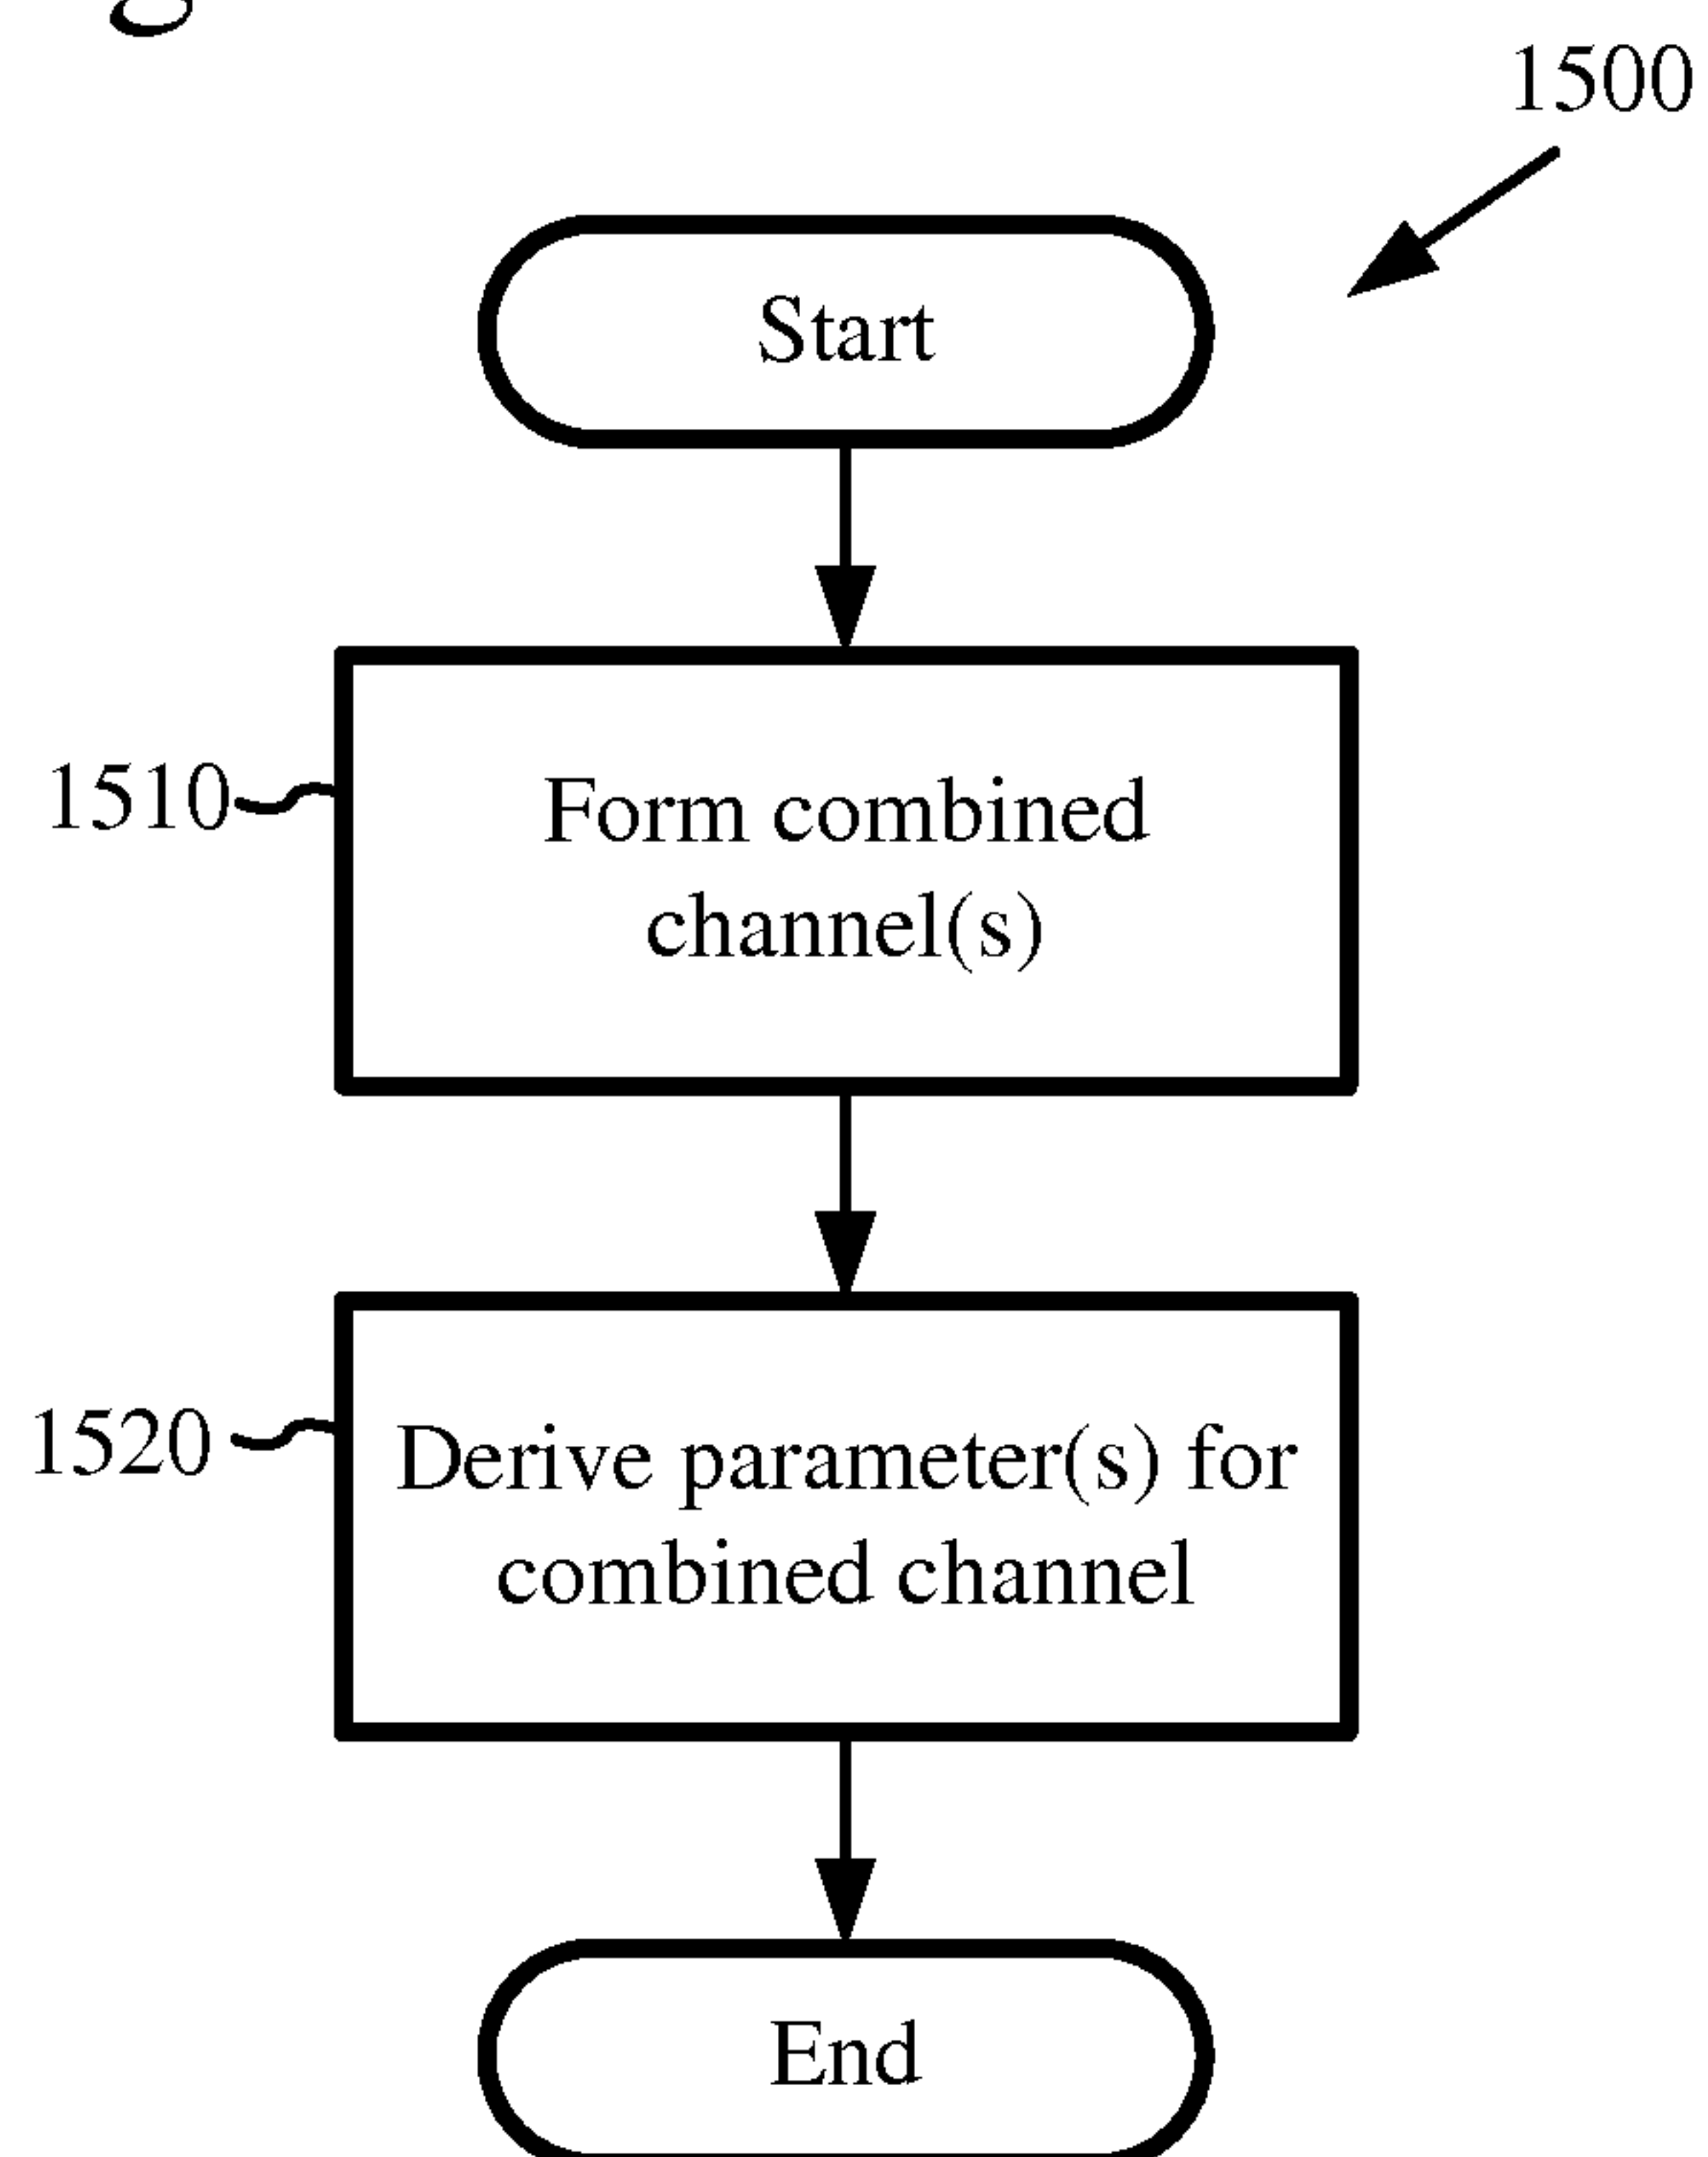 1500
Start
1510
Form combined
channel(s)
1520
Derive parameter(s) for
combined channel
End